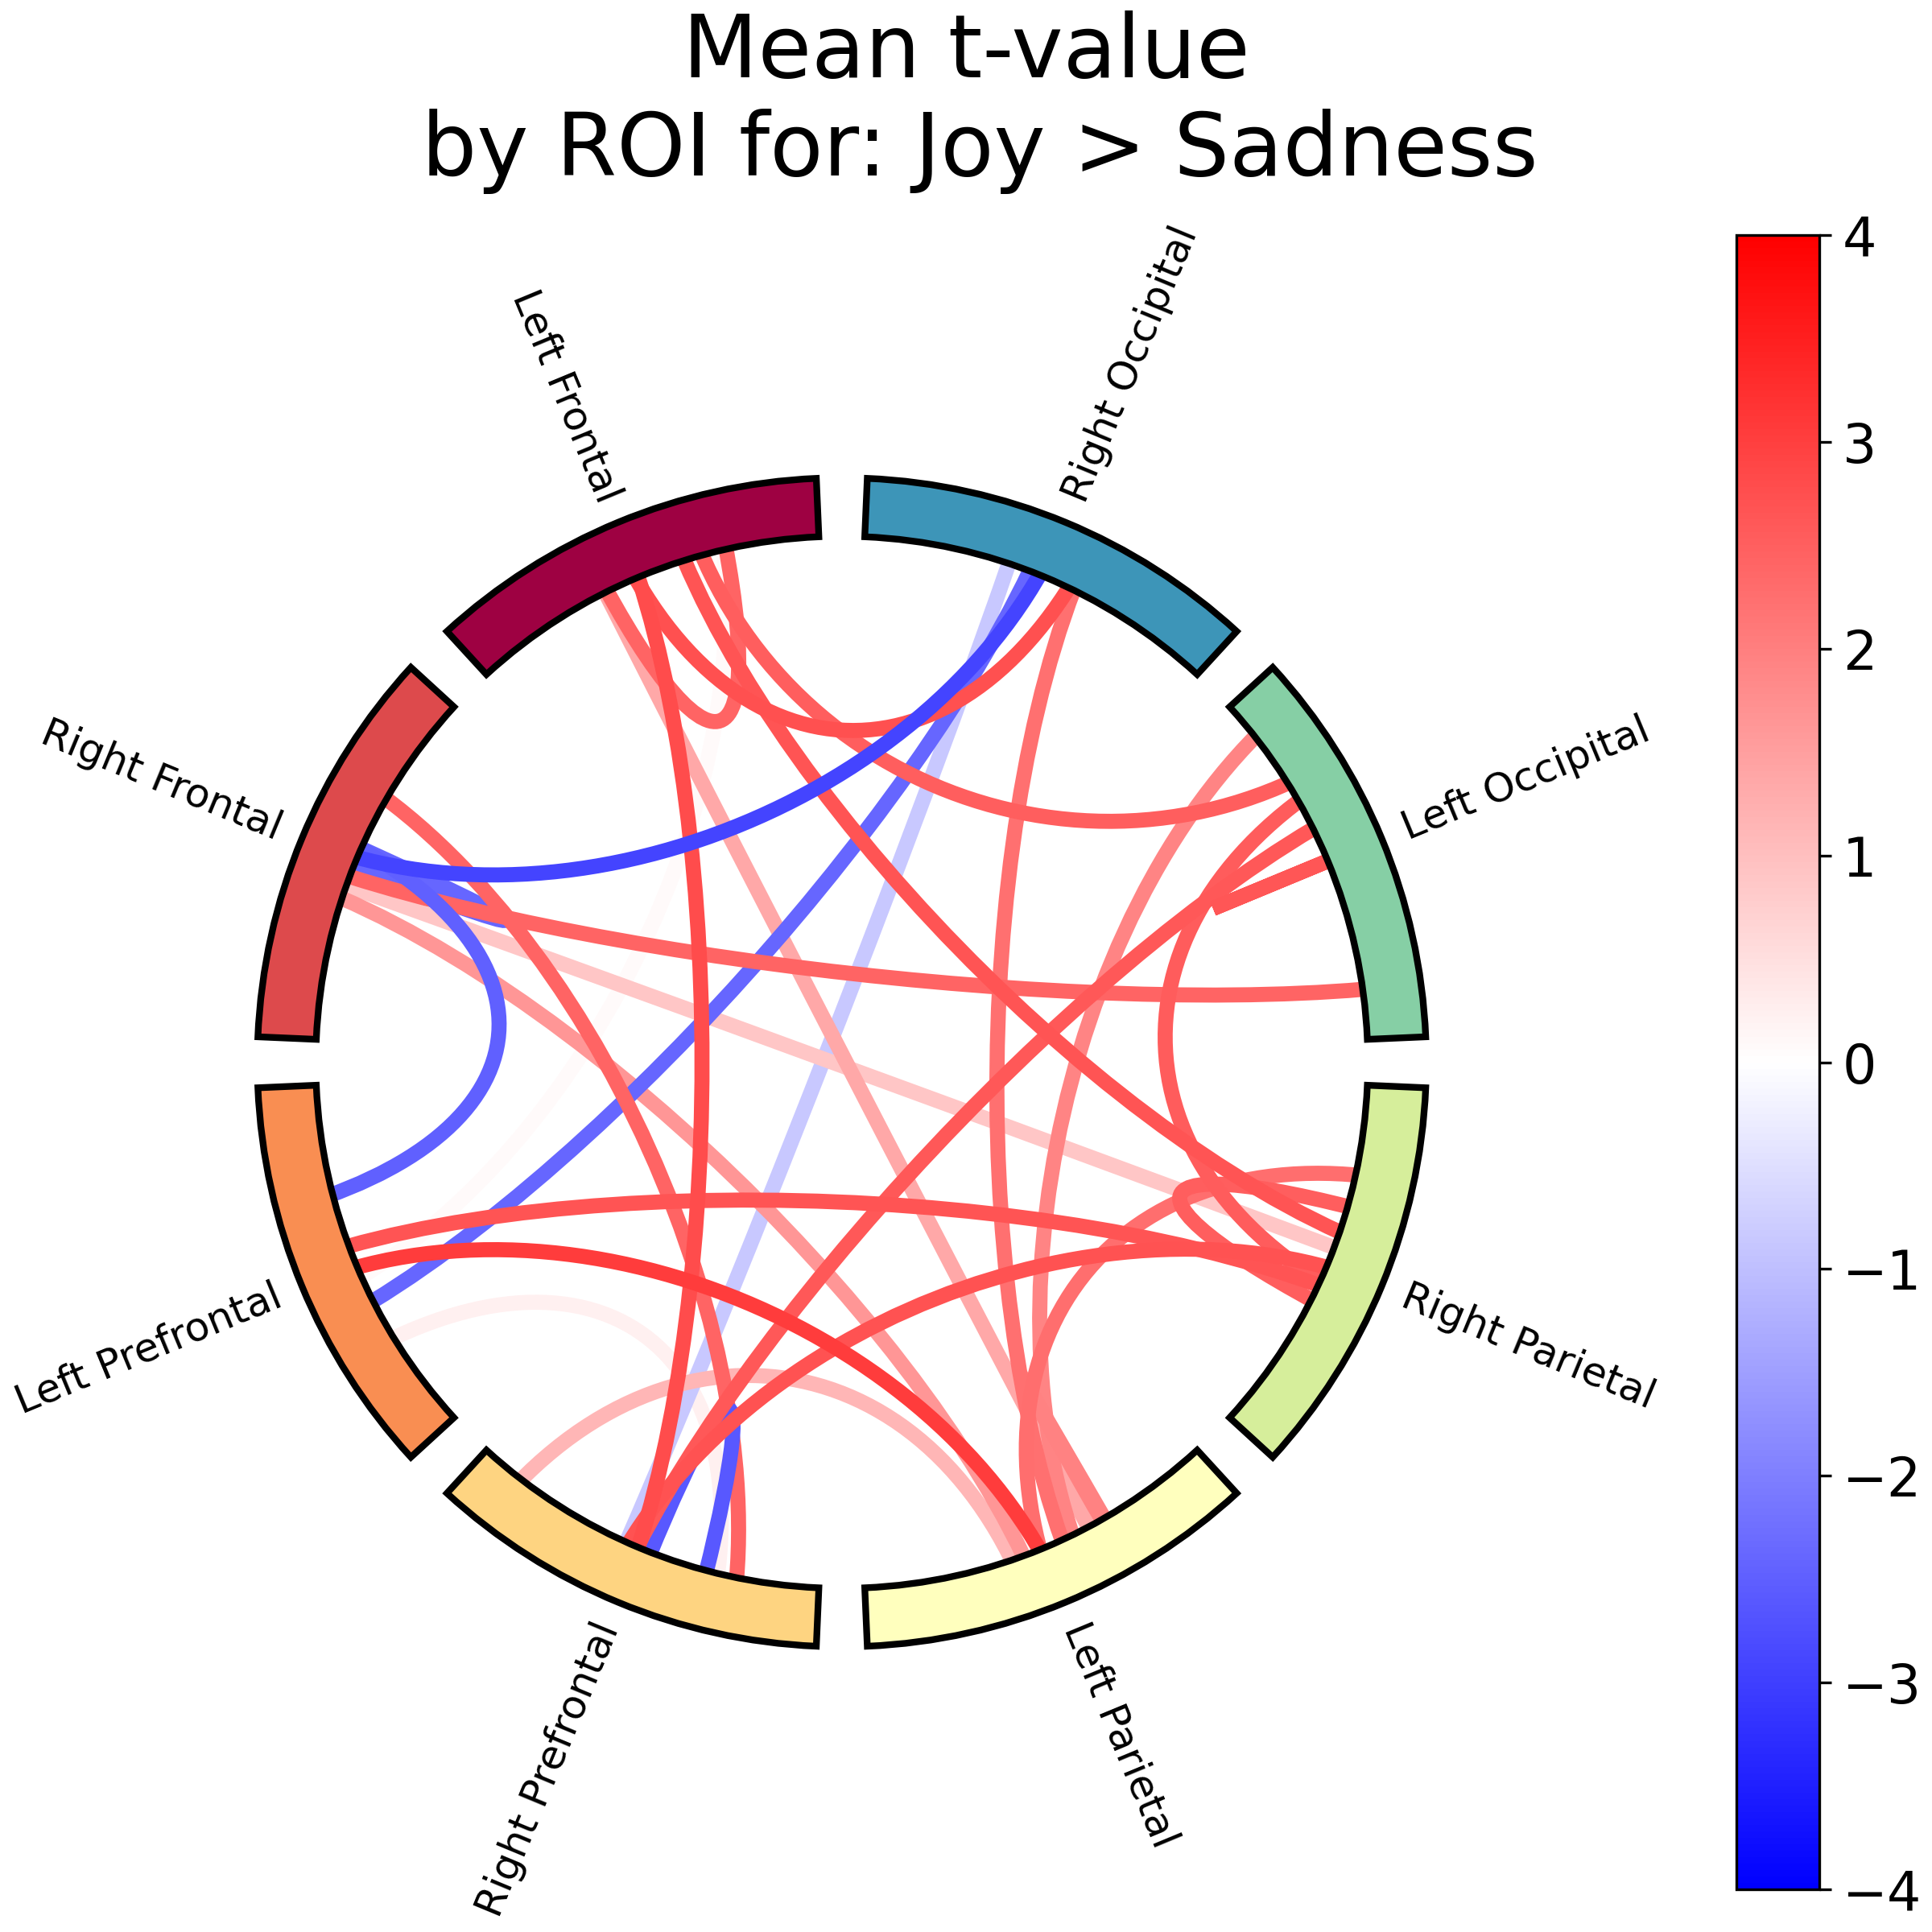 Mean t-value
by ROI for: Joy > Sadness
Left Frontal
Right Occipital
Right Frontal
Left Occipital
Left Prefrontal
Right Parietal
Right Prefrontal
Left Parietal
4
3
2
1
0
−1
−2
−3
−4